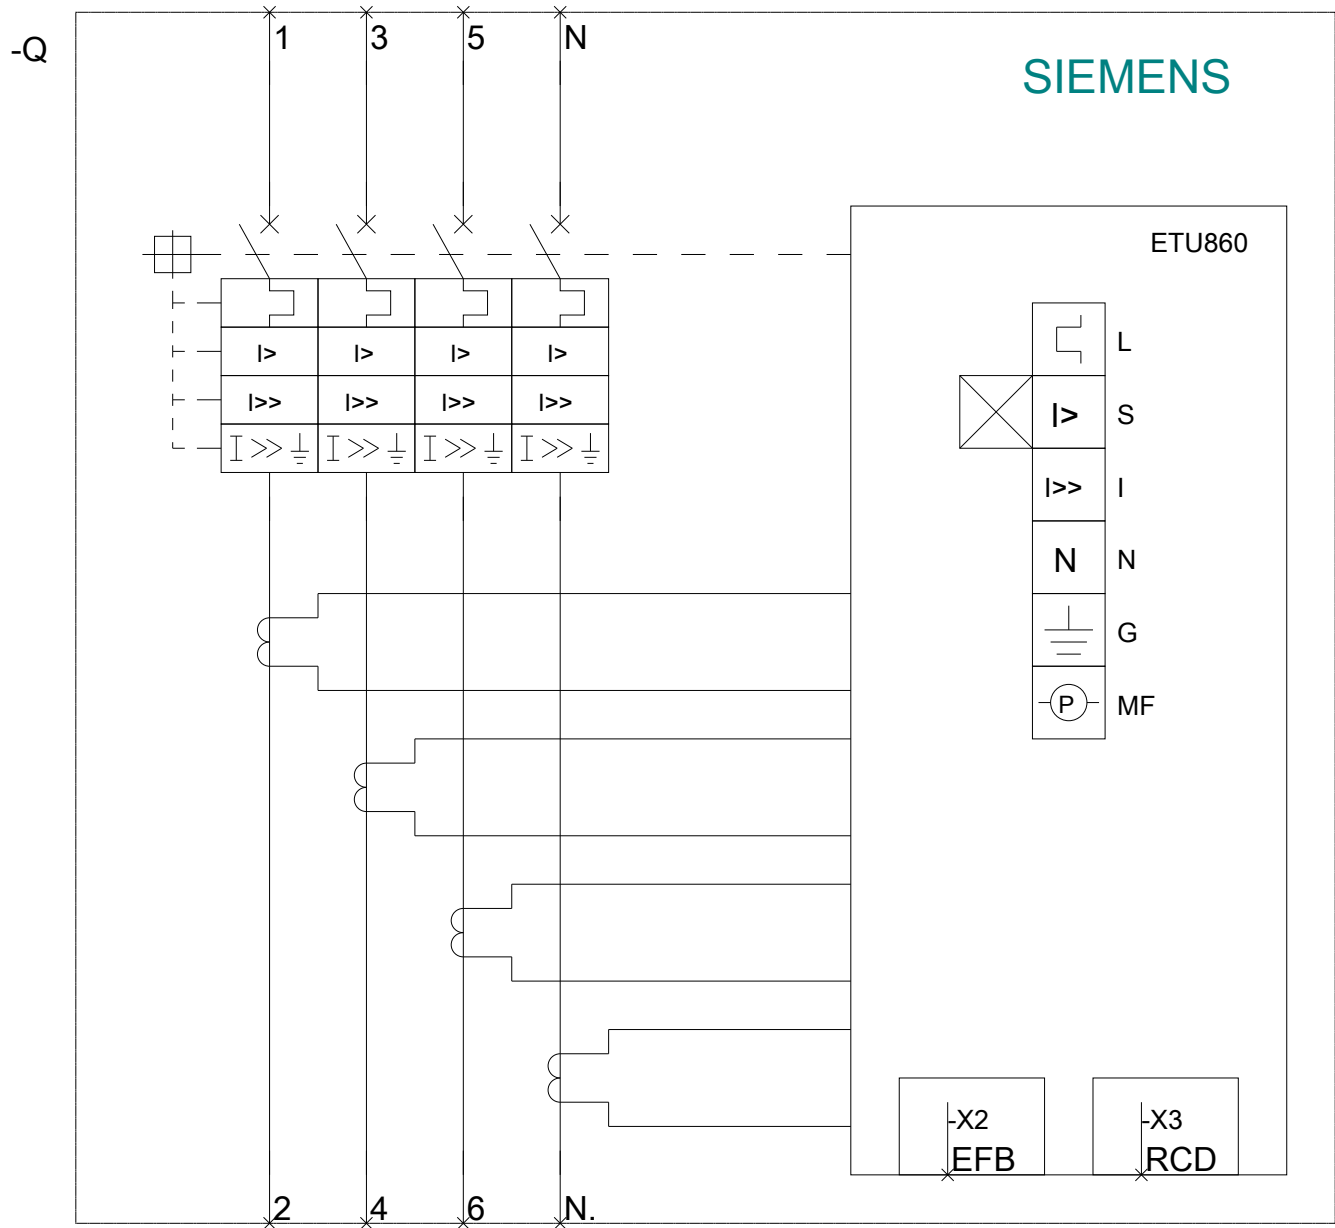 1 3 5 N
-Q
SIEMENS
ETU860
L
I> I> I> I> I> S
I>> I>> I>> I>>
I >> I >> I >> I >>
I>> I
N N
G
P MF
-X2 -X3
EFB RCD
2 4 6 N.